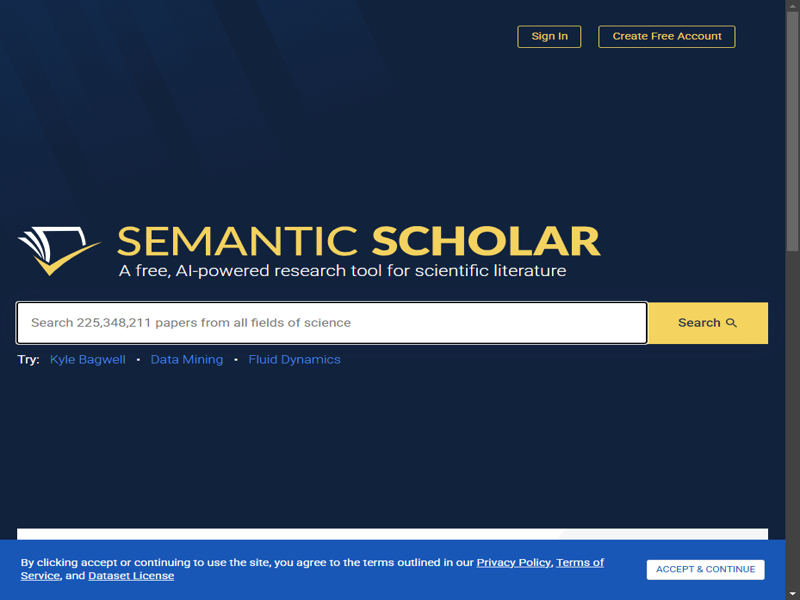 Sign In
Create Free Account
SEMANTIC SCHOLAR
A free, AI-powered research tool for scientific literature
Search 225,348,211 papers from all fields of science
Search
Try: Kyle Bagwell • Data Mining • Fluid Dynamics
By clicking accept or continuing to use the site, you agree to the terms outlined in our Privacy Policy, Terms of
Service, and Dataset License
ACCEPT & CONTINUE